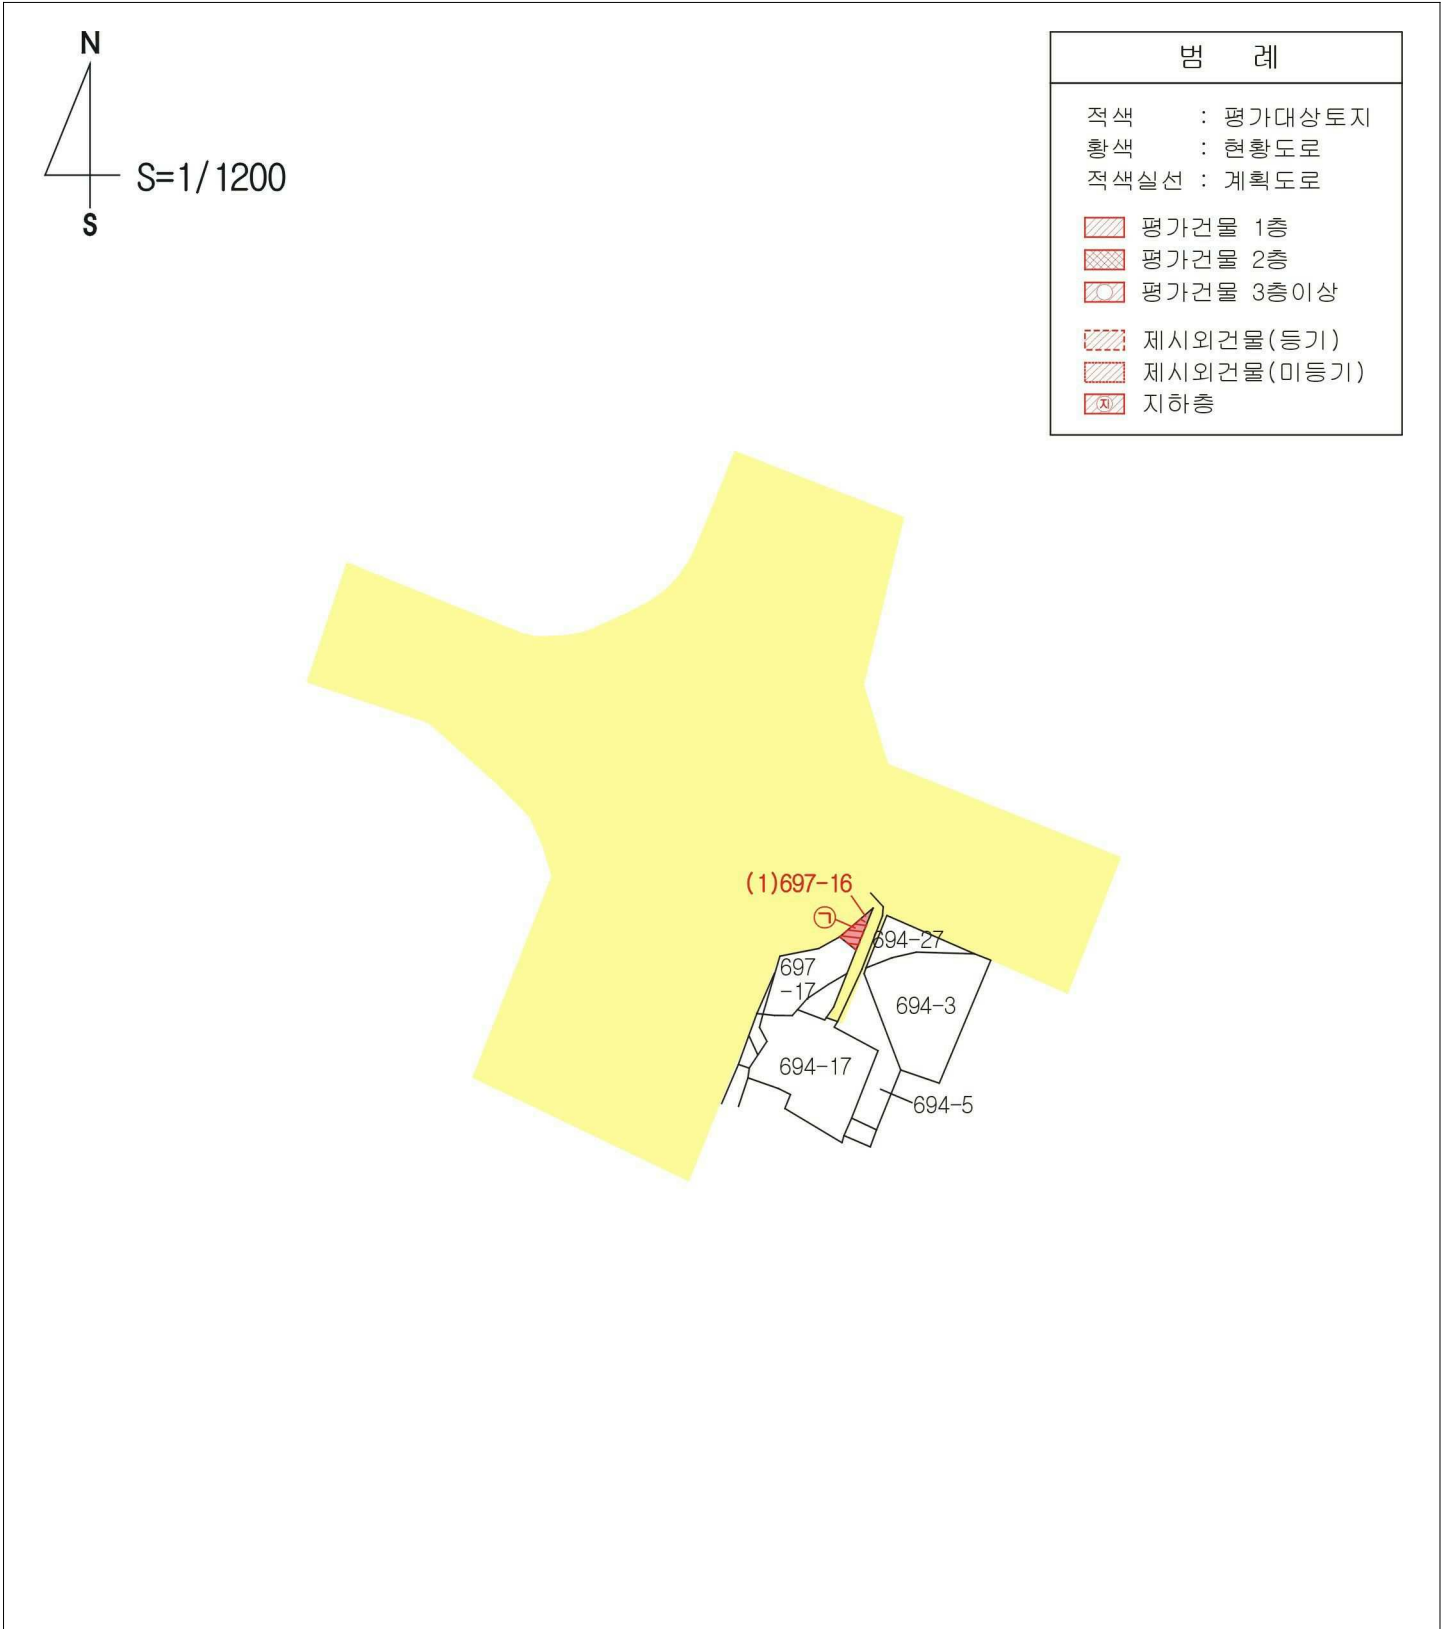 N
S=1/1200
S
범 례
적색 : 평가대상토지
황색 : 현황도로
적색실선 : 계획도로
평가건물 1층
평가건물 2층
평가건물 3층이상
제시외건물(등기)
제시외건물(미등기)
지 지하층
(1)697-16
㉠
694-27
697
-17
694-3
694-17
694-5